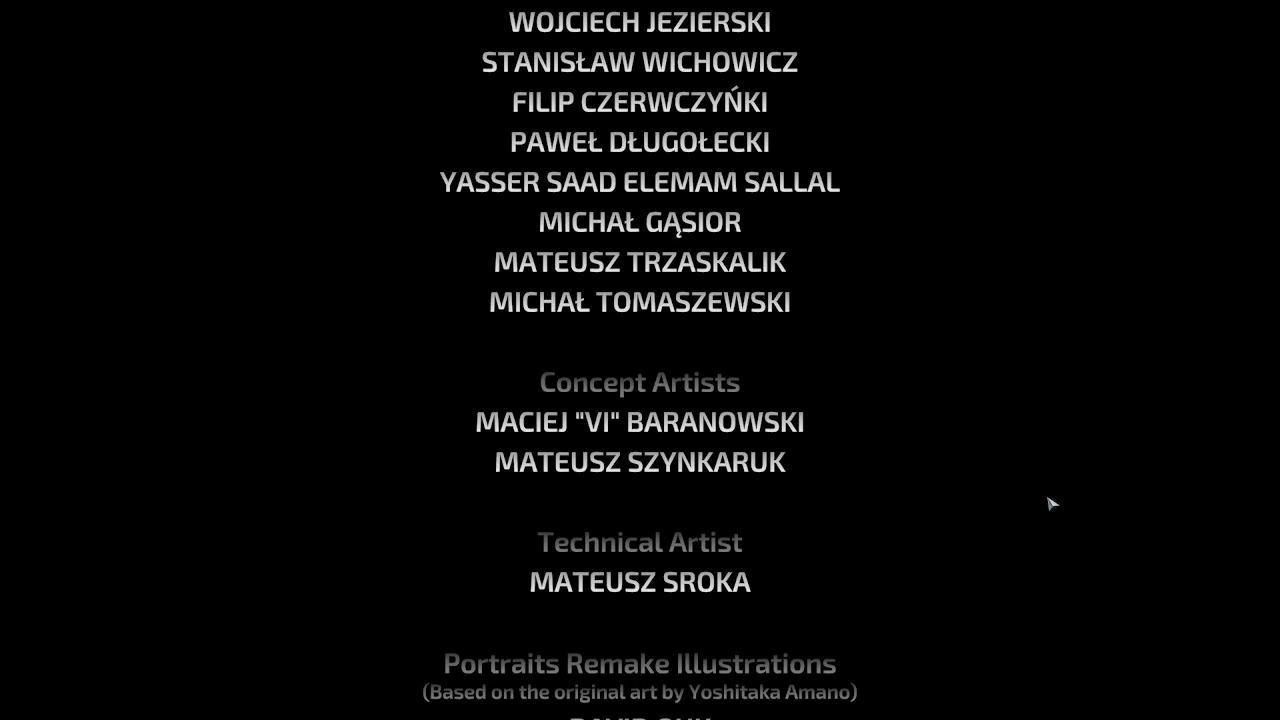 WOJCIECH JEZIERSKI
STANISŁAW WICHOWICZ
FILIP CZERWCZYŃKI
PAWEŁ DŁUGOŁECKI
YASSER SAAD ELEMAM SALLAL
MICHAŁ GĄSIOR
MATEUSZ TRZASKALIK
MICHAŁ TOMASZEWSKI
Concept Artists
MACIEJ "VI" BARANOWSKI
MATEUSZ SZYNKARUK
Technical Artist
MATEUSZ SROKA
Portraits Remake Illustrations
(Based on the original art by Yoshitaka Amano)